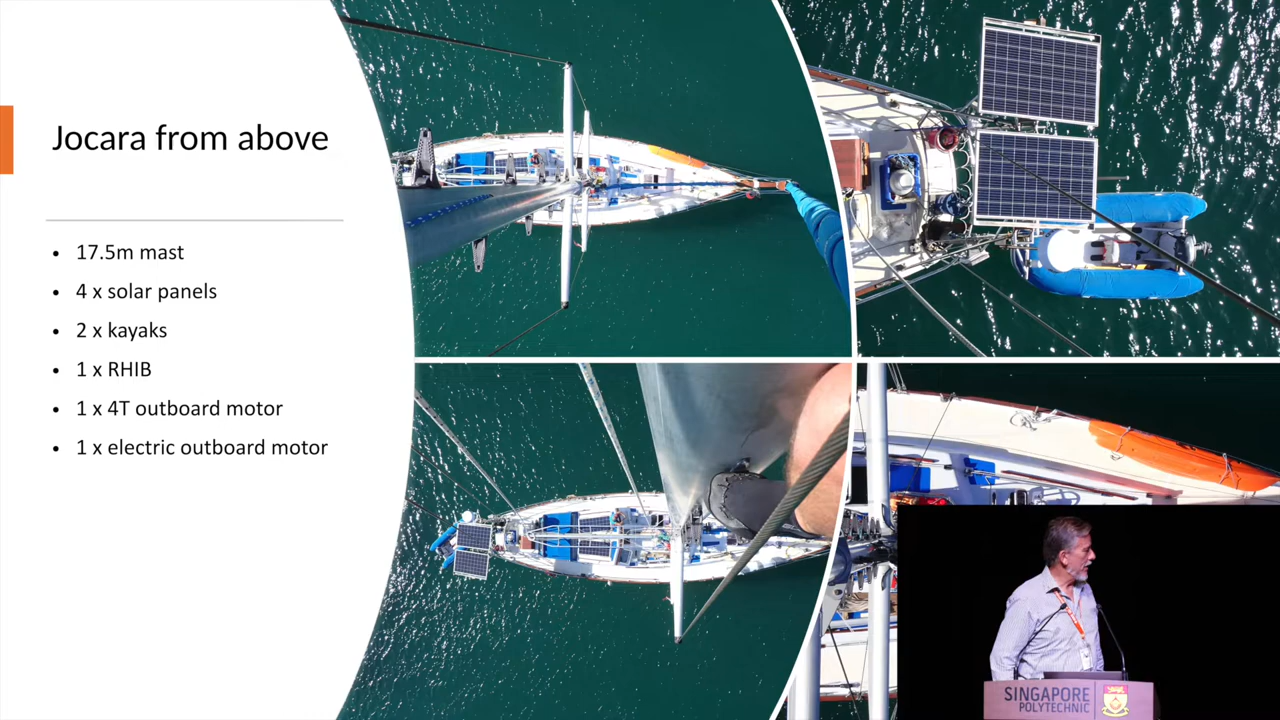 Jocara from above
• 17.5m mast
• 4 x solar panels
• 2 x kayaks
• 1 x RHIB
• 1 x 4T outboard motor
• 1 x electric outboard motor
SINGAPORE
POLYTECHNIC